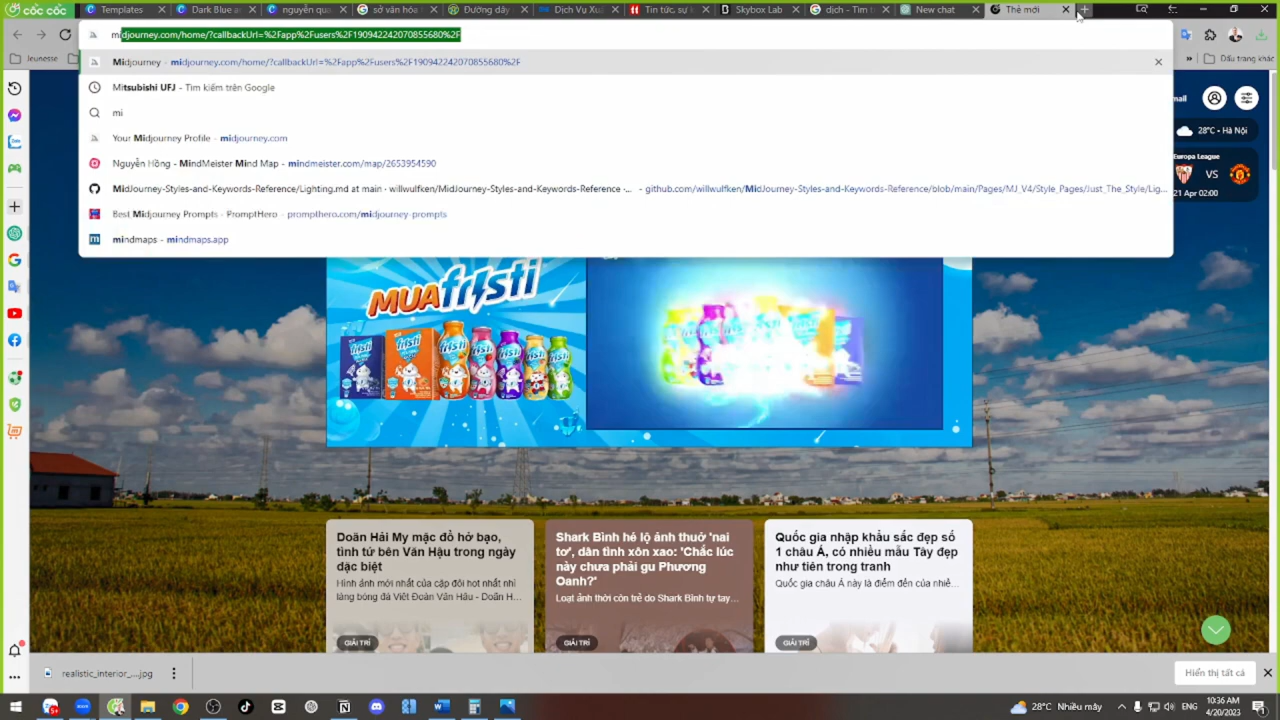 cốc cốc
Templates
Dark Blue an
nguyễn quả
sở văn hóa
Đường dây
Dịch Vụ Xuấ
Tin tức, sự k
Skybox Lab
dịch - Tìm t
New chat
Thẻ mới
midjourney.com/home/?callbackUrl=%2Fapp%2Fusers%2F190942242070855680%2F
Jeunesse
Dấu trang khác
Midjourney - midjourney.com/home/?callbackUrl=%2Fapp%2Fusers%2F190942242070855680%2F
Mitsubishi UFJ - Tìm kiếm trên Google
mi
Your Midjourney Profile - midjourney.com
Nguyễn Hồng - MindMeister Mind Map - mindmeister.com/map/2653954590
MidJourney-Styles-and-Keywords-Reference/Lighting.md at main · willwulfken/MidJourney-Styles-and-Keywords-Reference ·... - github.com/willwulfken/MidJourney-Styles-and-Keywords-Reference/blob/main/Pages/MJ_V4/Style_Pages/Just_The_Style/Lig...
Best Midjourney Prompts - PromptHero - prompthero.com/midjourney-prompts
mindmaps - mindmaps.app
mail
28°C • Hà Nội
Europa League
VS
21 Apr 02:00
MUA fristi
Doãn Hải My mặc đồ hở bạo,
tình tứ bên Văn Hậu trong ngày
đặc biệt
Hình ảnh mới nhất của cặp đôi hot nhất nhì
làng bóng đá Việt Đoàn Văn Hậu - Doãn H...
GIẢI TRÍ
Shark Bình hé lộ ảnh thuở 'nai
tơ', dân tình xôn xao: 'Chắc lúc
này chưa phải gu Phương
Oanh?'
Loạt ảnh thời còn trẻ do Shark Bình tự tay...
GIẢI TRÍ
Quốc gia nhập khẩu sắc đẹp số
1 châu Á, có nhiều mẫu Tây đẹp
như tiên trong tranh
Quốc gia châu Á này là điểm đến của nhiê...
GIẢI TRÍ
realistic_interior_....jpg
Hiển thị tất cả
28°C Nhiều mây
10:36 AM
4/20/2023